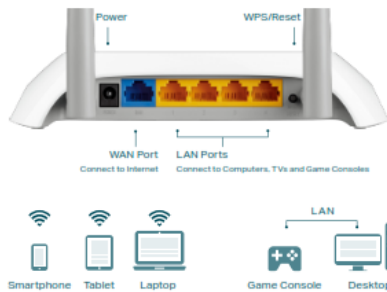 Power
WPS/Reset
WAN Port
Connect to Internet
LAN Ports
Connect to Computers, TVs and Game Consoles
LAN
Smartphone
Tablet
Laptop
Game Console
Desktop